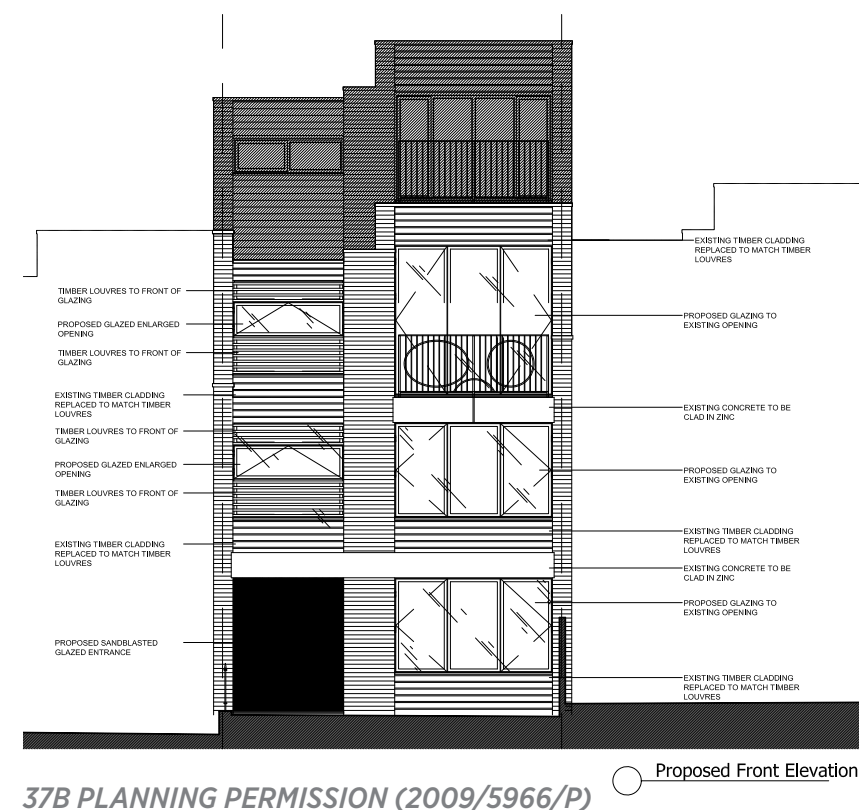 TIMBER LOUVRES TO FRONT OF
GLAZING
PROPOSED GLAZED ENLARGED
OPENING
TIMBER LOUVRES TO FRONT OF
GLAZING
EXISTING TIMBER CLADDING
REPLACED TO MATCH TIMBER
LOUVRES
TIMBER LOUVRES TO FRONT OF
GLAZING
PROPOSED GLAZED ENLARGED
OPENING
TIMBER LOUVRES TO FRONT OF
GLAZING
EXISTING TIMBER CLADDING
REPLACED TO MATCH TIMBER
LOUVRES
PROPOSED SANDBLASTED
GLAZED ENTRANCE
EXISTING TIMBER CLADDING
REPLACED TO MATCH TIMBER
LOUVRES
PROPOSED GLAZING TO
EXISTING OPENING
EXISTING CONCRETE TO BE
CLAD IN ZINC
PROPOSED GLAZING TO
EXISTING OPENING
EXISTING TIMBER CLADDING
REPLACED TO MATCH TIMBER
LOUVRES
EXISTING CONCRETE TO BE
CLAD IN ZINC
PROPOSED GLAZING TO
EXISTING OPENING
EXISTING TIMBER CLADDING
REPLACED TO MATCH TIMBER
LOUVRES
Proposed Front Elevation
37B PLANNING PERMISSION (2009/5966/P)